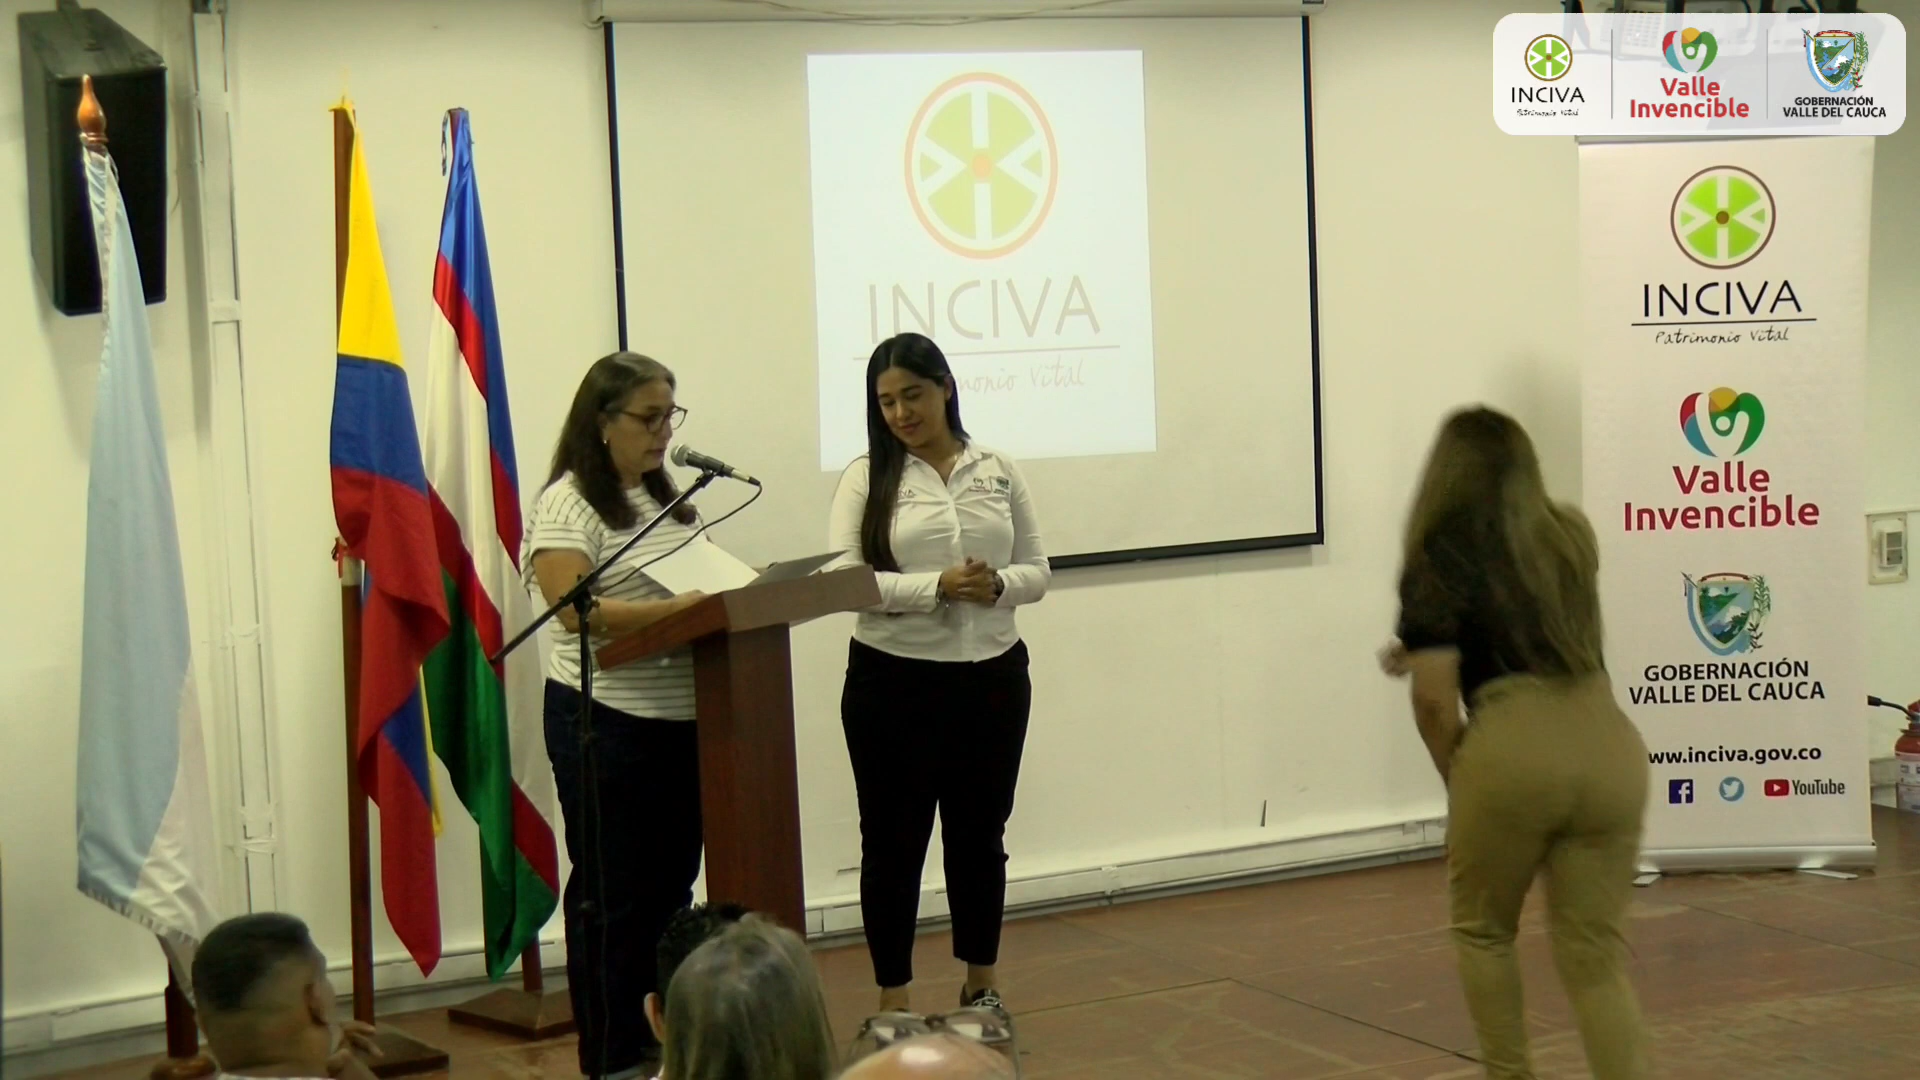 INCIVA
Patrimonio Vital
Valle
Invencible
GOBERNACIÓN
VALLE DEL CAUCA
INCIVA
monio Vital
INCIVA
Patrimonio Vital
Valle
Invencible
GOBERNACIÓN
VALLE DEL CAUCA
www.inciva.gov.co
YouTube